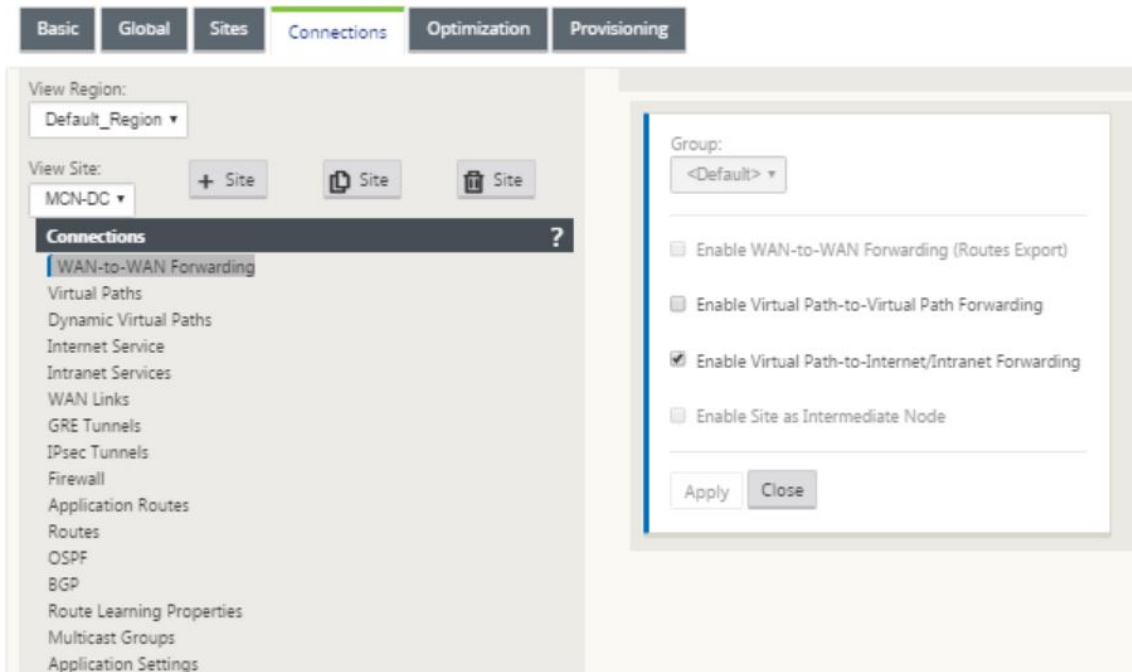 Basic Global Sites Connections Optimization Provisioning
View Region:
Default_Region
View Site:
MCN-DC
+ Site
Site
Site
Connections ?
WAN-to-WAN Forwarding
Virtual Paths
Dynamic Virtual Paths
Internet Service
Intranet Services
WAN Links
GRE Tunnels
IPsec Tunnels
Firewall
Application Routes
Routes
OSPF
BGP
Route Learning Properties
Multicast Groups
Application Settings
Group:
<Default>
Enable WAN-to-WAN Forwarding (Routes Export)
Enable Virtual Path-to-Virtual Path Forwarding
Enable Virtual Path-to-Internet/Intranet Forwarding
Enable Site as Intermediate Node
Apply Close